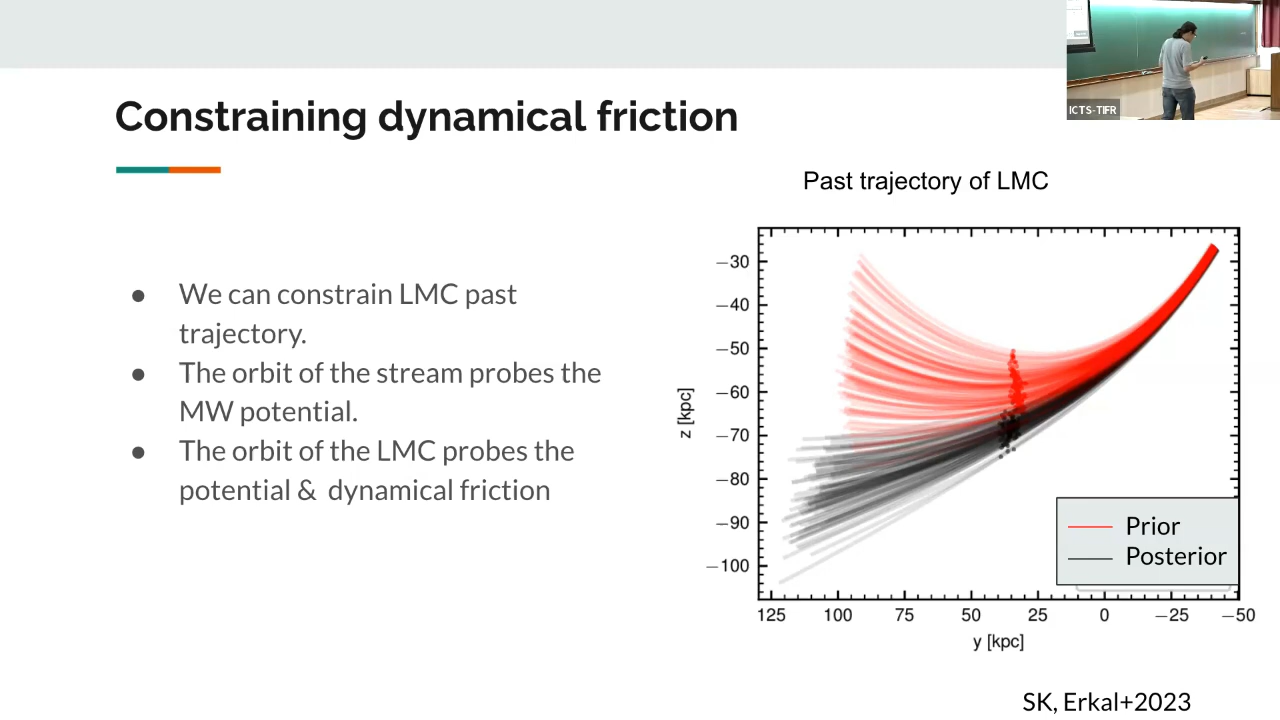 ICTS-TIFR
Constraining dynamical friction
Past trajectory of LMC
● We can constrain LMC past
trajectory.
● The orbit of the stream probes the
MW potential.
● The orbit of the LMC probes the
potential & dynamical friction
−30
−40
−50
−60
−70
−80
−90
−100
z [kpc]
125 100 75 50 25 0 −25 −50
y [kpc]
Prior
Posterior
SK, Erkal+2023